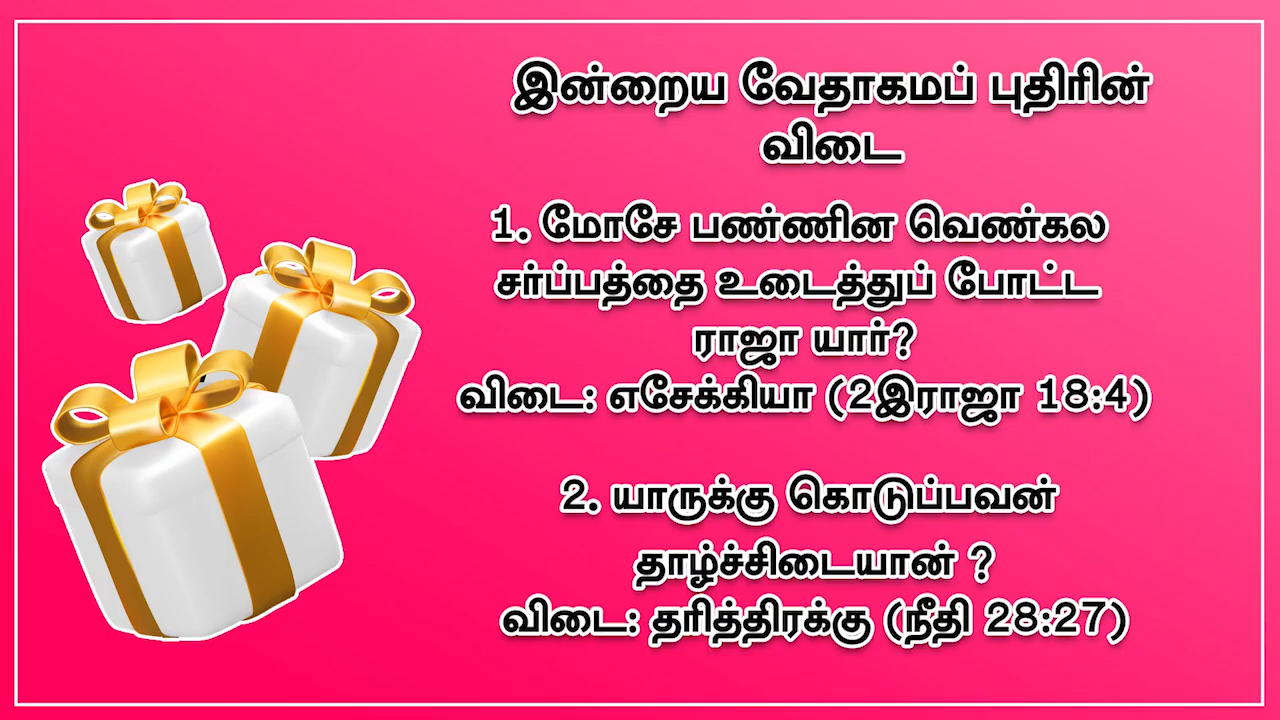 இன்றைய வேதாகமப் புதிரின்
விடை
1. மோசே பண்ணின வெண்கல
சர்ப்பத்தை உடைத்துப் போட்ட
ராஜா யார்?
விடை: எசேக்கியா (2இராஜா 18:4)
2. யாருக்கு கொடுப்பவன்
தாழ்ச்சிடையான் ?
விடை: தரித்திரக்கு (நீதி 28:27)